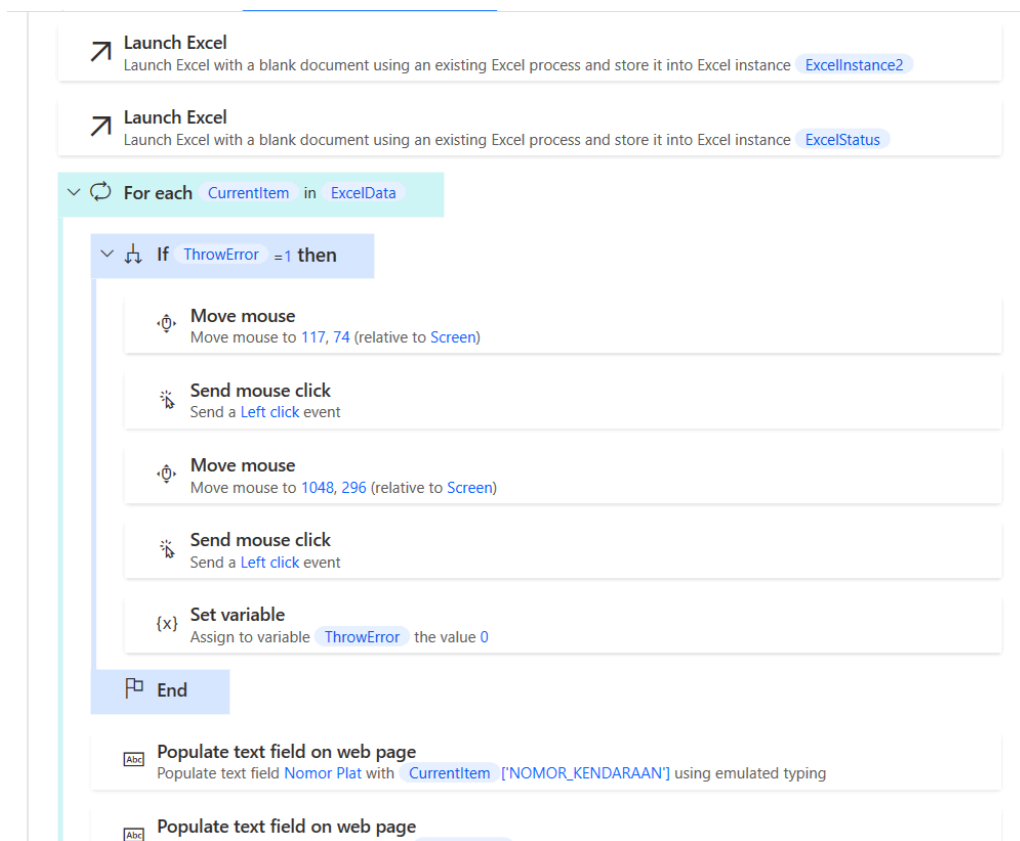 Launch Excel
Launch Excel with a blank document using an existing Excel process and store it into Excel instance ExcelInstance2
Launch Excel
Launch Excel with a blank document using an existing Excel process and store it into Excel instance ExcelStatus
For each CurrentItem in ExcelData
If ThrowError =1 then
Move mouse
Move mouse to 117, 74 (relative to Screen)
Send mouse click
Send a Left click event
Move mouse
Move mouse to 1048, 296 (relative to Screen)
Send mouse click
Send a Left click event
{x} Set variable
Assign to variable ThrowError the value 0
End
Abc Populate text field on web page
Populate text field Nomor Plat with CurrentItem ['NOMOR_KENDARAAN'] using emulated typing
Abc Populate text field on web page